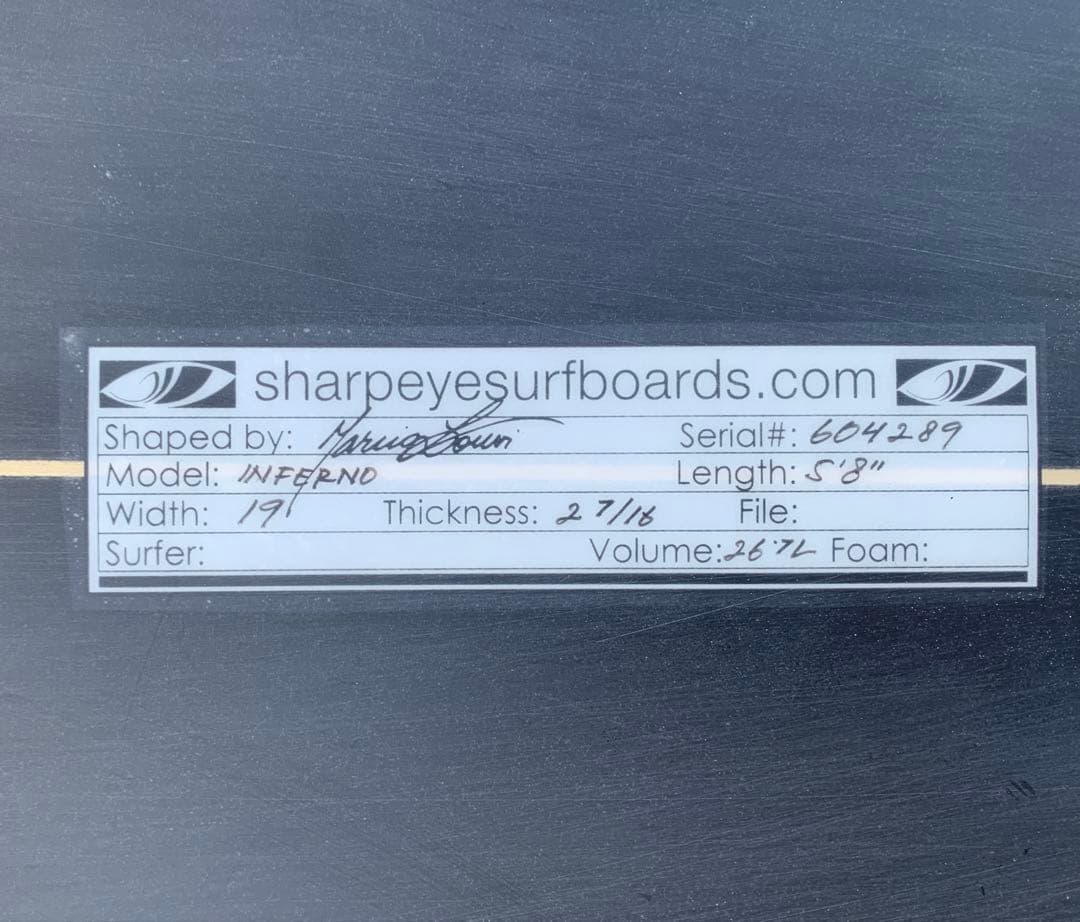 sharpeyesurfboards.com
Shaped by: Serial#: 604289
Model: INFERNO Length: 5'8"
Width: 19 Thickness: 2 7/16 File:
Surfer: Volume: 26.7L Foam: